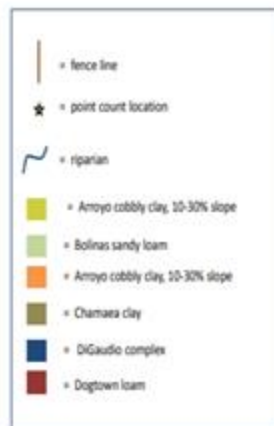 = fence line
= point count location
= riparian
= Arroyo cobbly clay, 10-30% slope
= Bolinas sandy loam
= Arroyo cobbly clay, 10-30% slope
= Chamaea clay
= DiGaudio complex
= Dogtown loam